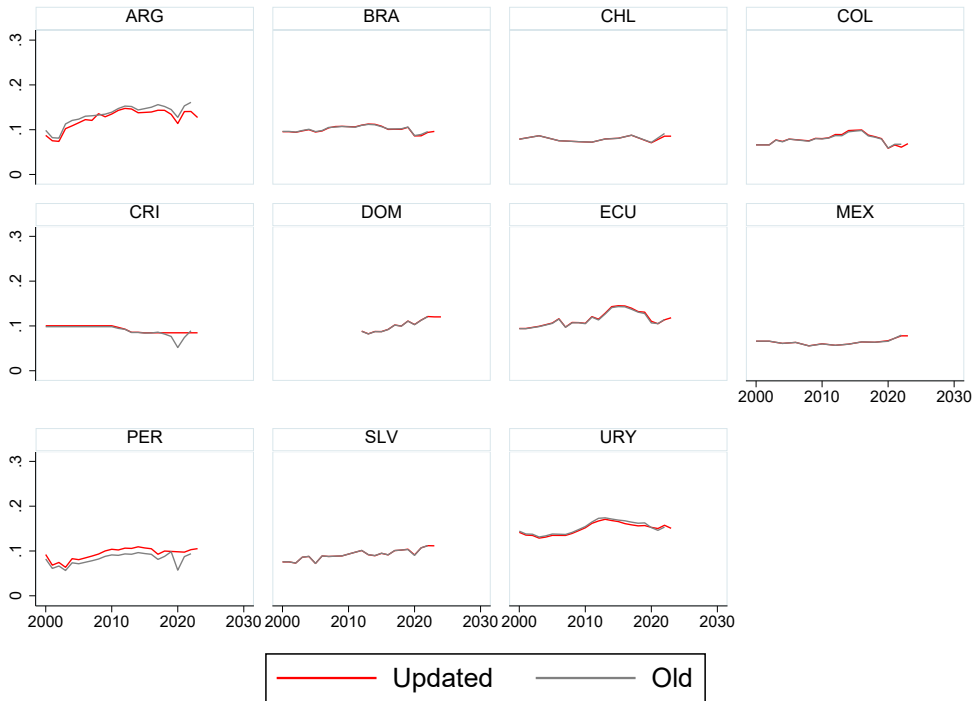 ARG BRA CHL COL
.3
.2
.1
0
CRI DOM ECU MEX
.3
.2
.1
0
2000 2010 2020 2030
PER SLV URY
.3
.2
.1
0
2000 2010 2020 2030 2000 2010 2020 2030 2000 2010 2020 2030
Updated Old